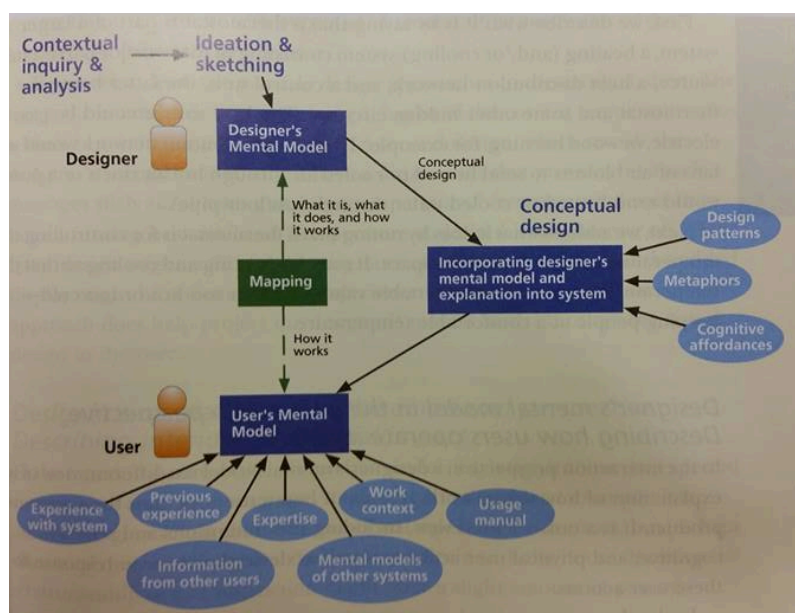 Contextual
inquiry &
analysis
Ideation &
sketching
Designer
Designer's
Mental Model
Conceptual
design
What it is, what
it does, and how
it works
Conceptual
design
Design
patterns
Mapping
Incorporating designer's
mental model and
explanation into system
Metaphors
Cognitive
affordances
How it
works
User
User's Mental
Model
Experience
with system
Previous
experience
Expertise
Work
context
Usage
manual
Information
from other users
Mental models
of other systems